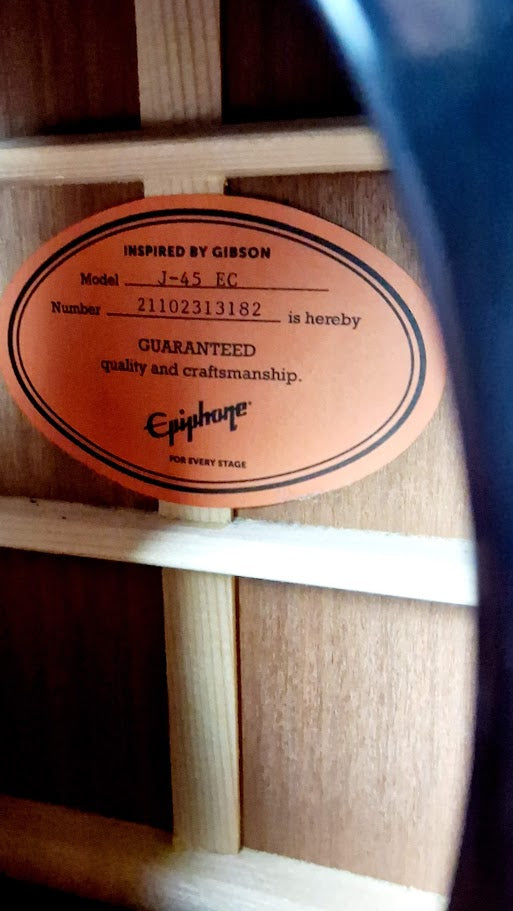 INSPIRED BY GIBSON
Model J-45 EC
Number 21102313182 is hereby
GUARANTEED
quality and craftsmanship.
Epiphone
FOR EVERY STAGE